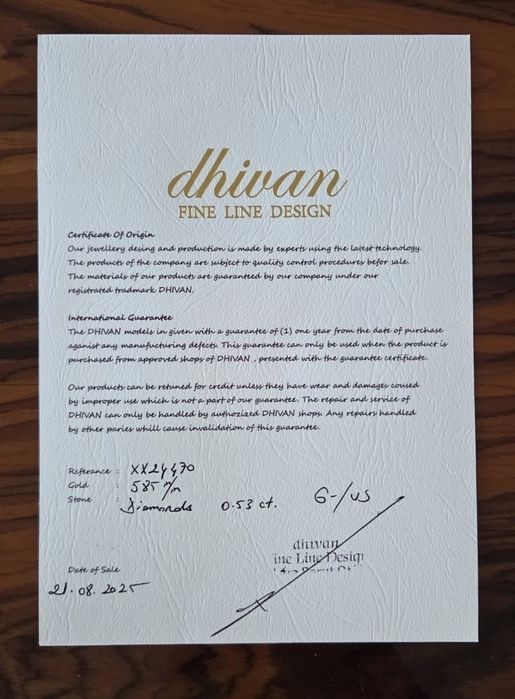 dhivan
FINE LINE DESIGN
Certificate Of Origin
Our jewellery desing and production is made by experts using the latest technology.
The products of the company are subject to quality control procedures befor sale.
The materials of our products are guaranteed by our company under our
registrated tradmark DHIVAN.
International Guarantee
The DHIVAN models in given with a guarantee of (1) one year from the date of purchase
aganist any manufucturing defects. This guarantee can only be used when the product is
purchased from approved shops of DHIVAN , presented with the guarantee certificate.
Our products can be retuned for credit unless they have wear and damages coused
by improper use which is not a part of our guarantee. The repair and service of
DHIVAN can only be handled by authorized DHIVAN shops. Any repairs handled
by other paries whill cause invalidation of this guarantee.
Referance : XX24470
Gold : 585
Stone : Diamonds 0.53 ct. G-/VS
dhivan
ine Line Desig
Date of Sale
21.08.2025